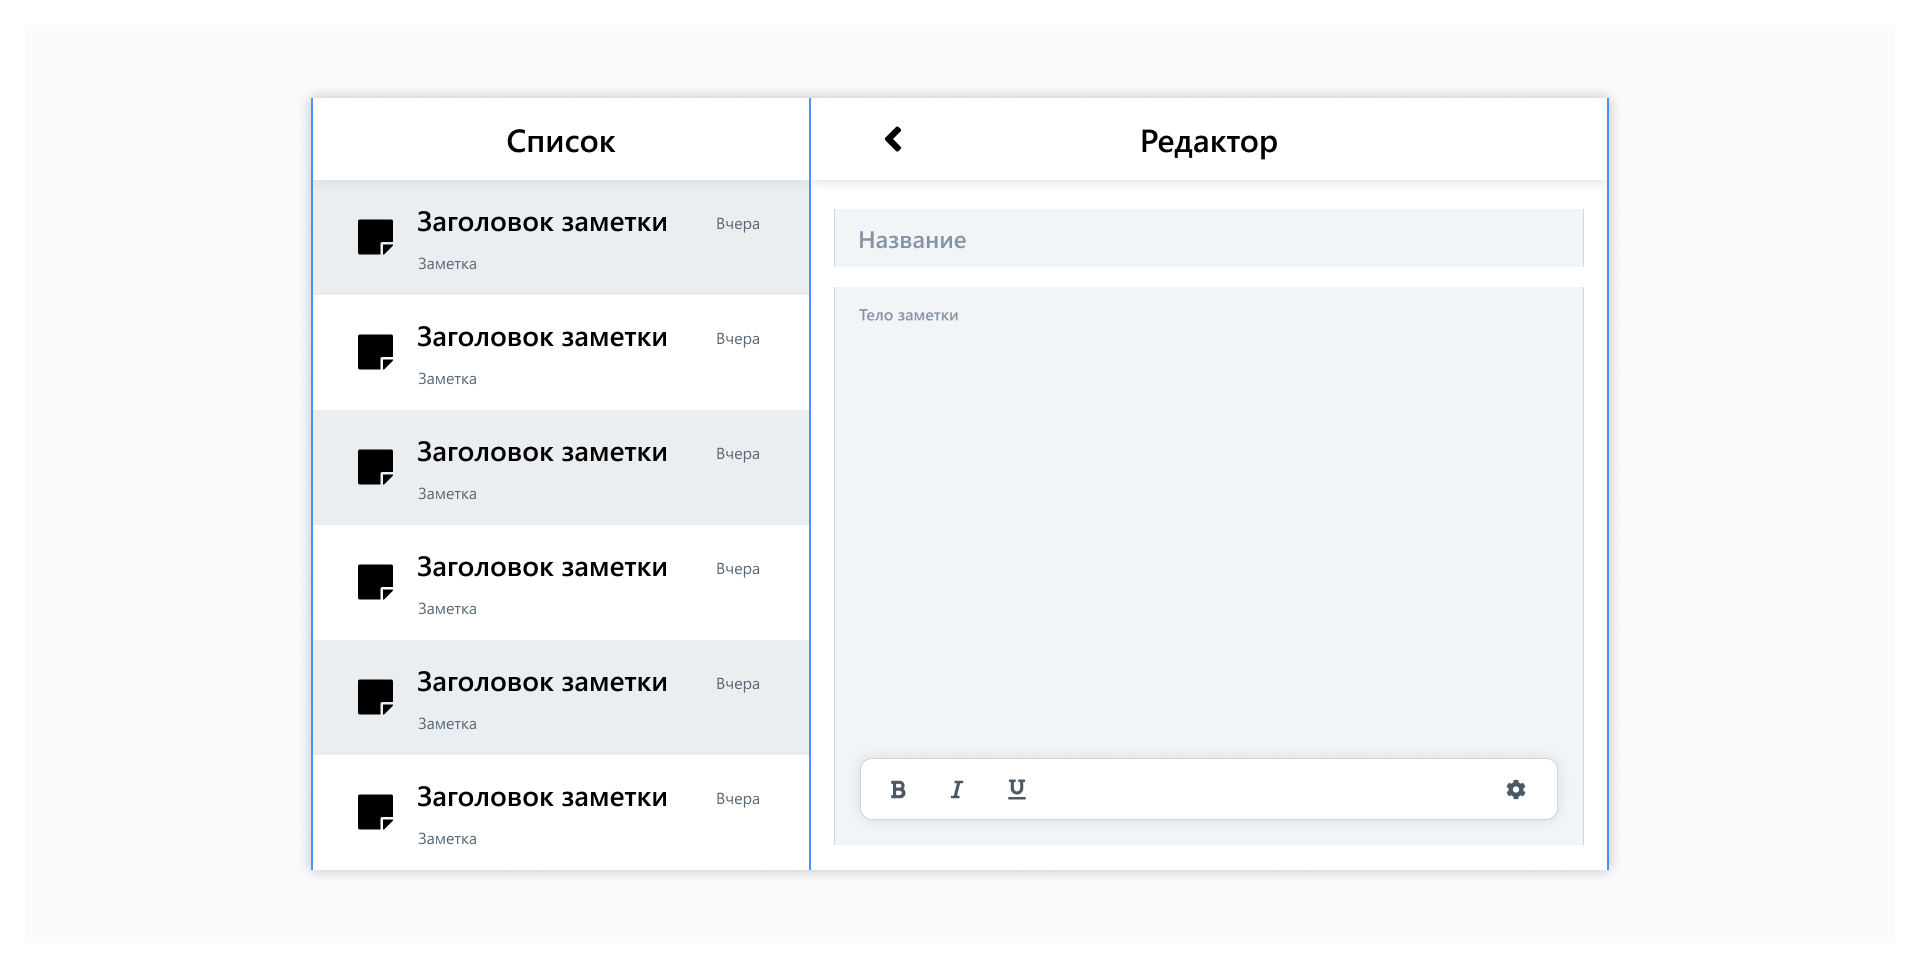 Список
Заголовок заметки Вчера
Заметка
Заголовок заметки Вчера
Заметка
Заголовок заметки Вчера
Заметка
Заголовок заметки Вчера
Заметка
Заголовок заметки Вчера
Заметка
Заголовок заметки Вчера
Заметка
Редактор
Название
Тело заметки
B I U